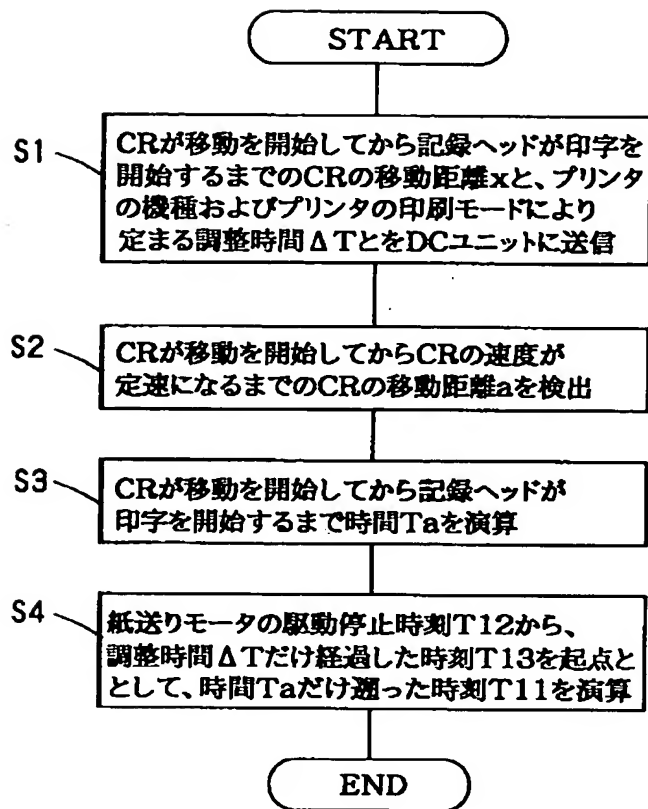 START
S1
CRが移動を開始してから記録ヘッドが印字を
開始するまでのCRの移動距離xと、プリンタ
の機種およびプリンタの印刷モードにより
定まる調整時間ΔTとをDCユニットに送信
S2
CRが移動を開始してからCRの速度が
定速になるまでのCRの移動距離aを検出
S3
CRが移動を開始してから記録ヘッドが
印字を開始するまで時間Taを演算
S4
紙送りモータの駆動停止時刻T12から、
調整時間ΔTだけ経過した時刻T13を起点と
として、時間Taだけ遡った時刻T11を演算
END